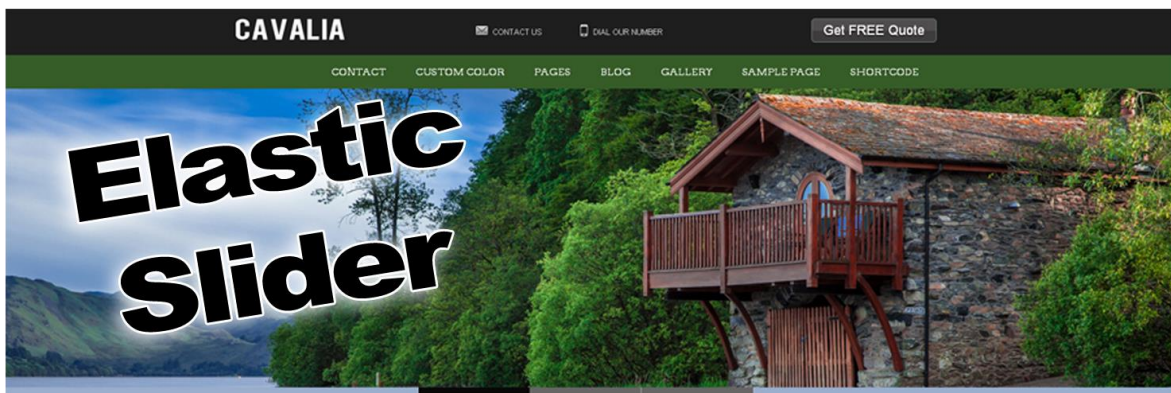 CAVALIA
CONTACT US
DIAL OUR NUMBER
Get FREE Quote
CONTACT CUSTOM COLOR PAGES BLOG GALLERY SAMPLE PAGE SHORTCODE
Elastic
Slider